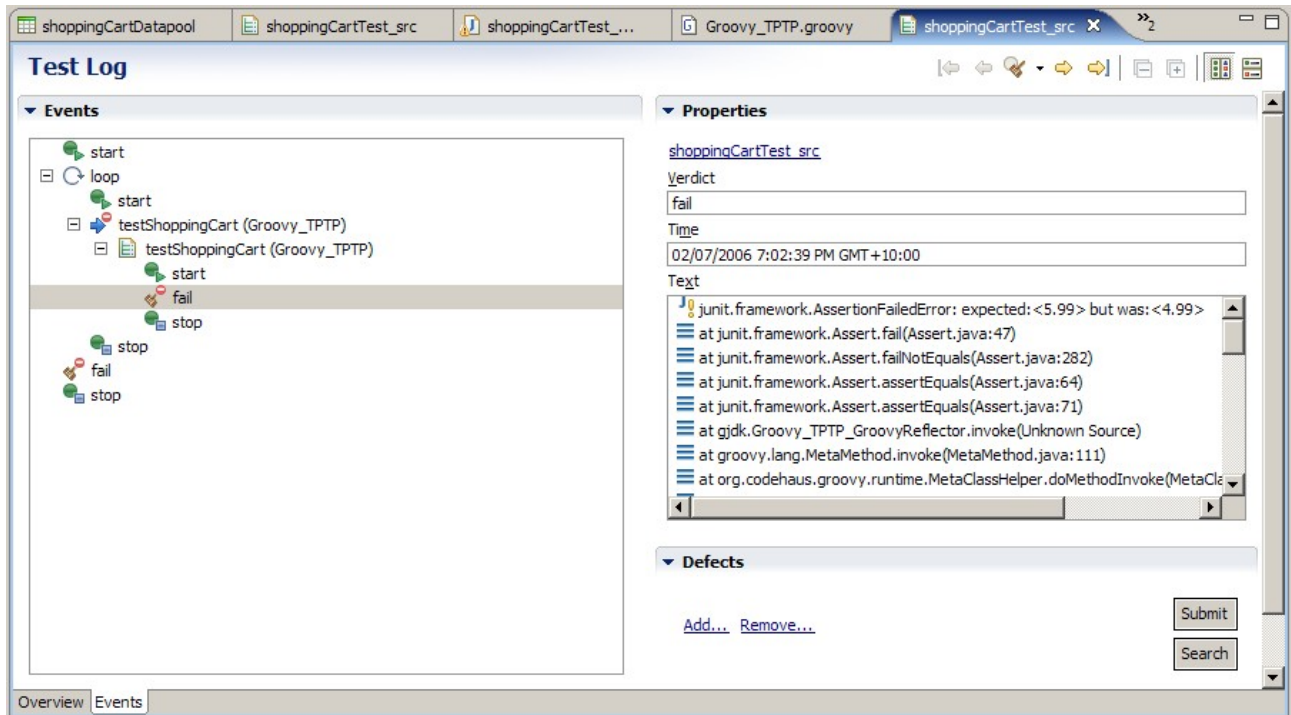 shoppingCartDatapool shoppingCartTest_src shoppingCartTest_... Groovy_TPTP.groovy shoppingCartTest_src »2
Test Log
Events
start
loop
start
testShoppingCart (Groovy_TPTP)
testShoppingCart (Groovy_TPTP)
start
fail
stop
stop
fail
stop
Properties
shoppingCartTest_src
Verdict
fail
Time
02/07/2006 7:02:39 PM GMT+10:00
Text
junit.framework.AssertionFailedError: expected:<5.99> but was:<4.99>
at junit.framework.Assert.fail(Assert.java:47)
at junit.framework.Assert.failNotEquals(Assert.java:282)
at junit.framework.Assert.assertEquals(Assert.java:64)
at junit.framework.Assert.assertEquals(Assert.java:71)
at gjdk.Groovy_TPTP_GroovyReflector.invoke(Unknown Source)
at groovy.lang.MetaMethod.invoke(MetaMethod.java:111)
at org.codehaus.groovy.runtime.MetaClassHelper.doMethodInvoke(MetaCla
Defects
Add... Remove...
Submit
Search
Overview Events